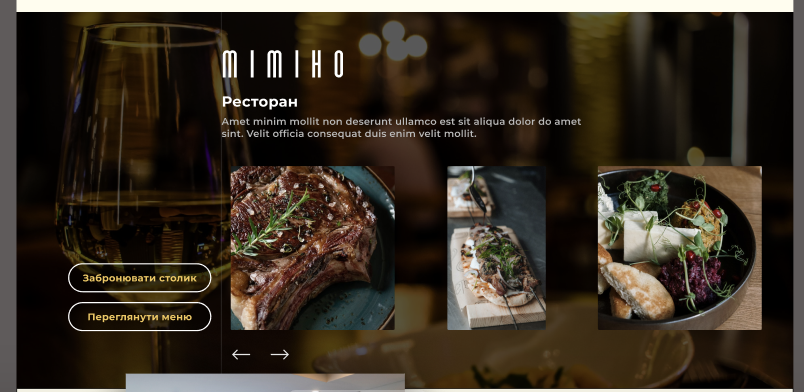 МІМІНО
Ресторан
Amet minim mollit non deserunt ullamco est sit aliqua dolor do amet
sint. Velit officia consequat duis enim velit mollit.
Забронювати столик
Переглянути меню